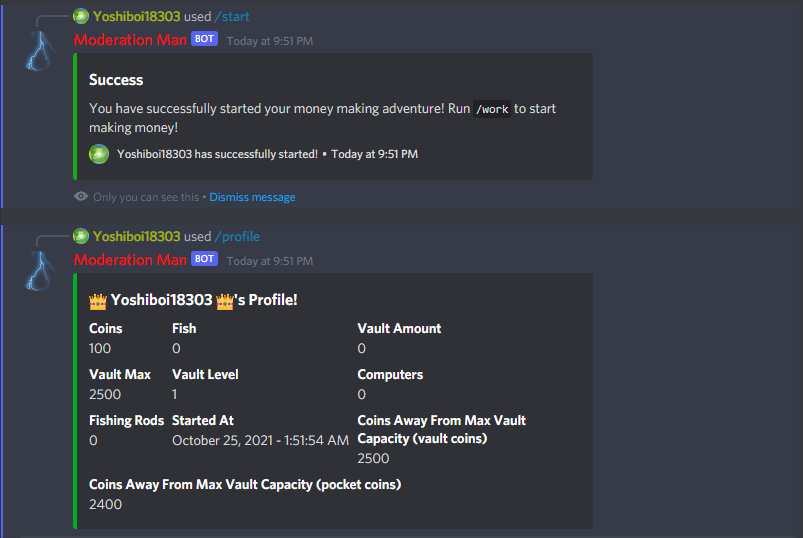 Yoshiboi18303 used /start
Moderation Man BOT Today at 9:51 PM
Success
You have successfully started your money making adventure! Run /work to start
making money!
Yoshiboi18303 has successfully started! • Today at 9:51 PM
Only you can see this • Dismiss message
Yoshiboi18303 used /profile
Moderation Man BOT Today at 9:51 PM
👑 Yoshiboi18303 👑's Profile!
Coins Fish Vault Amount
100 0 0
Vault Max Vault Level Computers
2500 1 0
Fishing Rods Started At Coins Away From Max Vault
Capacity (vault coins)
0 October 25, 2021 - 1:51:54 AM
2500
Coins Away From Max Vault Capacity (pocket coins)
2400